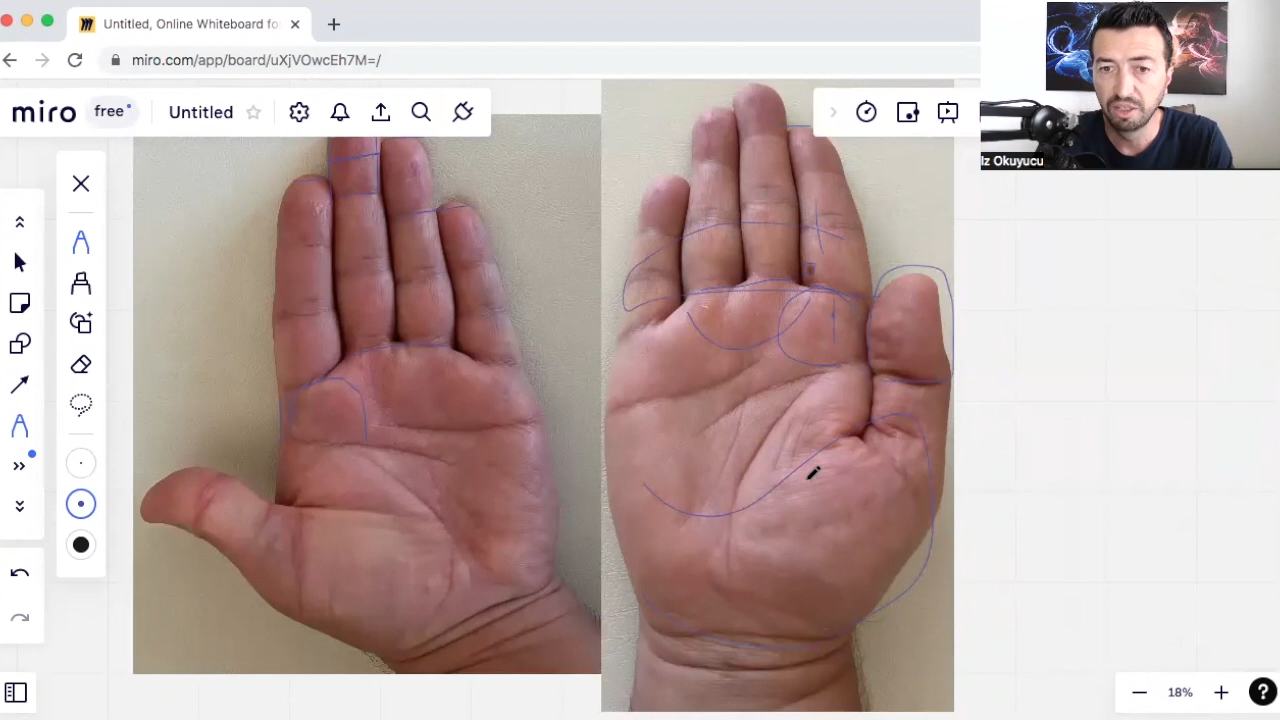 Untitled, Online Whiteboard fo
miro.com/app/board/uXjVOwcEh7M=/
miro free Untitled
lz Okuyucu
18%